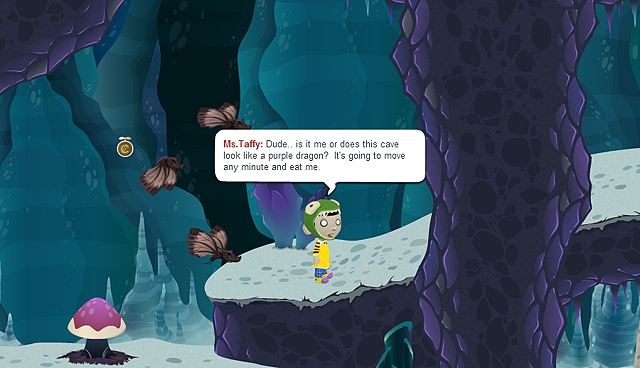 Ms.Taffy: Dude.. is it me or does this cave
look like a purple dragon? It's going to move
any minute and eat me.